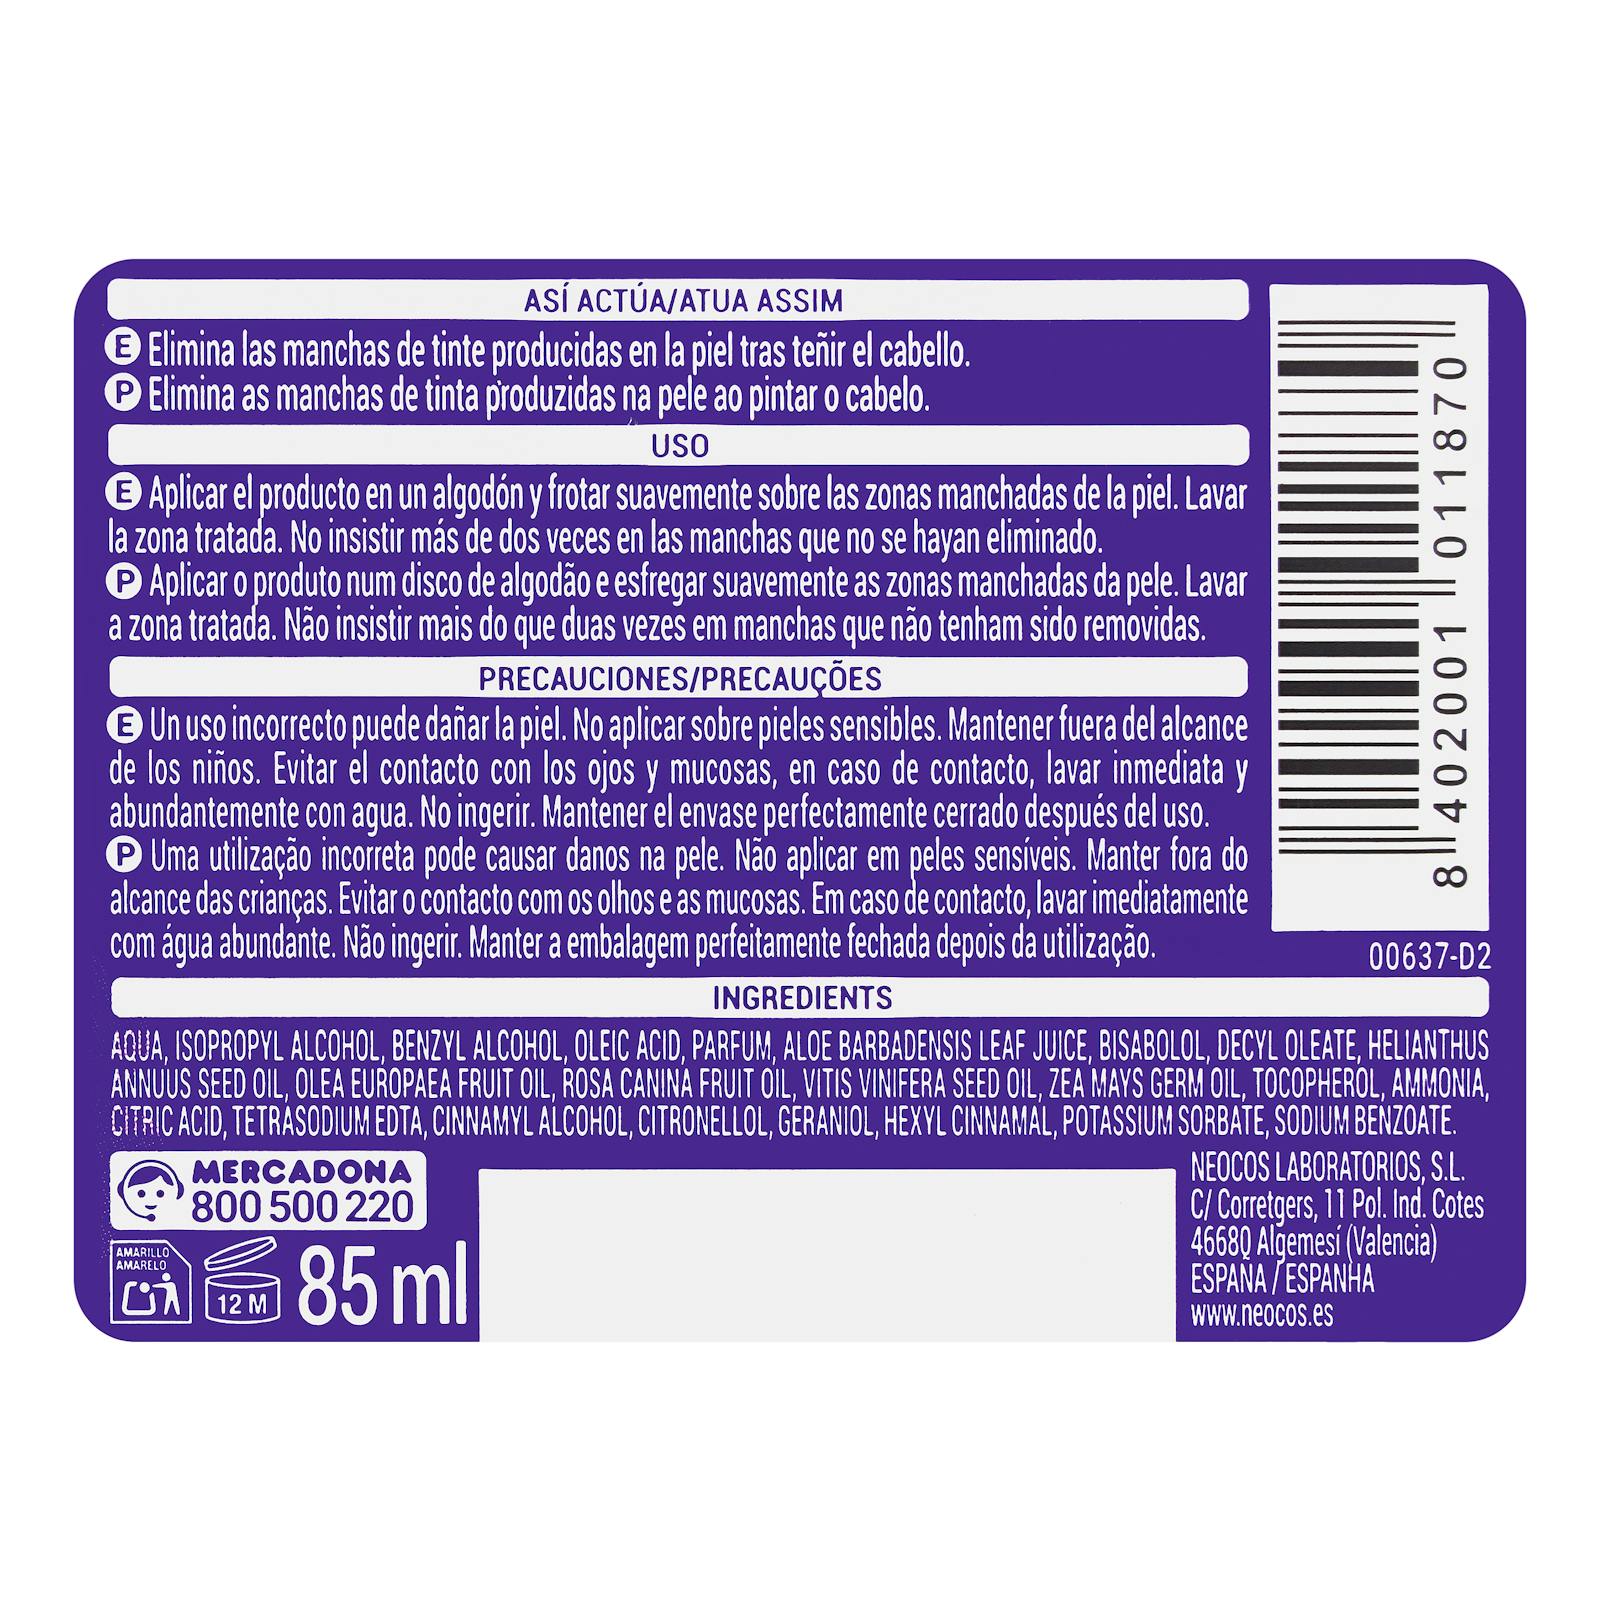 ASÍ ACTÚA/ATUA ASSIM
E Elimina las manchas de tinte producidas en la piel tras teñir el cabello.
P Elimina as manchas de tinta produzidas na pele ao pintar o cabelo.
USO
E Aplicar el producto en un algodón y frotar suavemente sobre las zonas manchadas de la piel. Lavar
la zona tratada. No insistir más de dos veces en las manchas que no se hayan eliminado.
P Aplicar o produto num disco de algodão e esfregar suavemente as zonas manchadas da pele. Lavar
a zona tratada. Não insistir mais do que duas vezes em manchas que não tenham sido removidas.
PRECAUCIONES/PRECAUÇÕES
E Un uso incorrecto puede dañar la piel. No aplicar sobre pieles sensibles. Mantener fuera del alcance
de los niños. Evitar el contacto con los ojos y mucosas, en caso de contacto, lavar inmediata y
abundantemente con agua. No ingerir. Mantener el envase perfectamente cerrado después del uso.
P Uma utilização incorreta pode causar danos na pele. Não aplicar em peles sensíveis. Manter fora do
alcance das crianças. Evitar o contacto com os olhos e as mucosas. Em caso de contacto, lavar imediatamente
com água abundante. Não ingerir. Manter a embalagem perfeitamente fechada depois da utilização.
8 402001 011870
00637-D2
INGREDIENTS
AQUA, ISOPROPYL ALCOHOL, BENZYL ALCOHOL, OLEIC ACID, PARFUM, ALOE BARBADENSIS LEAF JUICE, BISABOLOL, DECYL OLEATE, HELIANTHUS
ANNUUS SEED OIL, OLEA EUROPAEA FRUIT OIL, ROSA CANINA FRUIT OIL, VITIS VINIFERA SEED OIL, ZEA MAYS GERM OIL, TOCOPHEROL, AMMONIA,
CITRIC ACID, TETRASODIUM EDTA, CINNAMYL ALCOHOL, CITRONELLOL, GERANIOL, HEXYL CINNAMAL, POTASSIUM SORBATE, SODIUM BENZOATE.
MERCADONA
800 500 220
AMARILLO
AMARELO
12 M
85 ml
NEOCOS LABORATORIOS, S.L.
C/ Corretgers, 11 Pol. Ind. Cotes
46680 Algemesí (Valencia)
ESPAÑA / ESPANHA
www.neocos.es